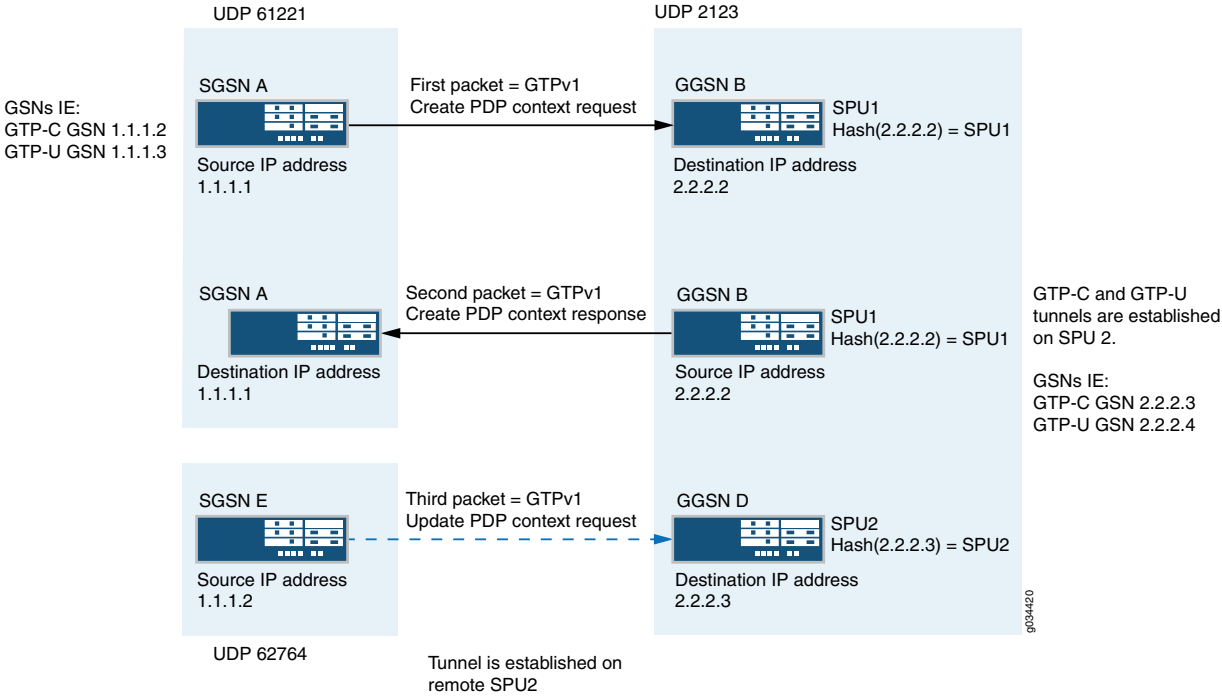 UDP 61221
UDP 2123
GSNs IE:
GTP-C GSN 1.1.1.2
GTP-U GSN 1.1.1.3
SGSN A
Source IP address
1.1.1.1
First packet = GTPv1
Create PDP context request
GGSN B
SPU1
Hash(2.2.2.2) = SPU1
Destination IP address
2.2.2.2
SGSN A
Destination IP address
1.1.1.1
Second packet = GTPv1
Create PDP context response
GGSN B
SPU1
Hash(2.2.2.2) = SPU1
Source IP address
2.2.2.2
GTP-C and GTP-U
tunnels are established
on SPU 2.
GSNs IE:
GTP-C GSN 2.2.2.3
GTP-U GSN 2.2.2.4
SGSN E
Source IP address
1.1.1.2
Third packet = GTPv1
Update PDP context request
GGSN D
SPU2
Hash(2.2.2.3) = SPU2
Destination IP address
2.2.2.3
g034420
UDP 62764
Tunnel is established on
remote SPU2